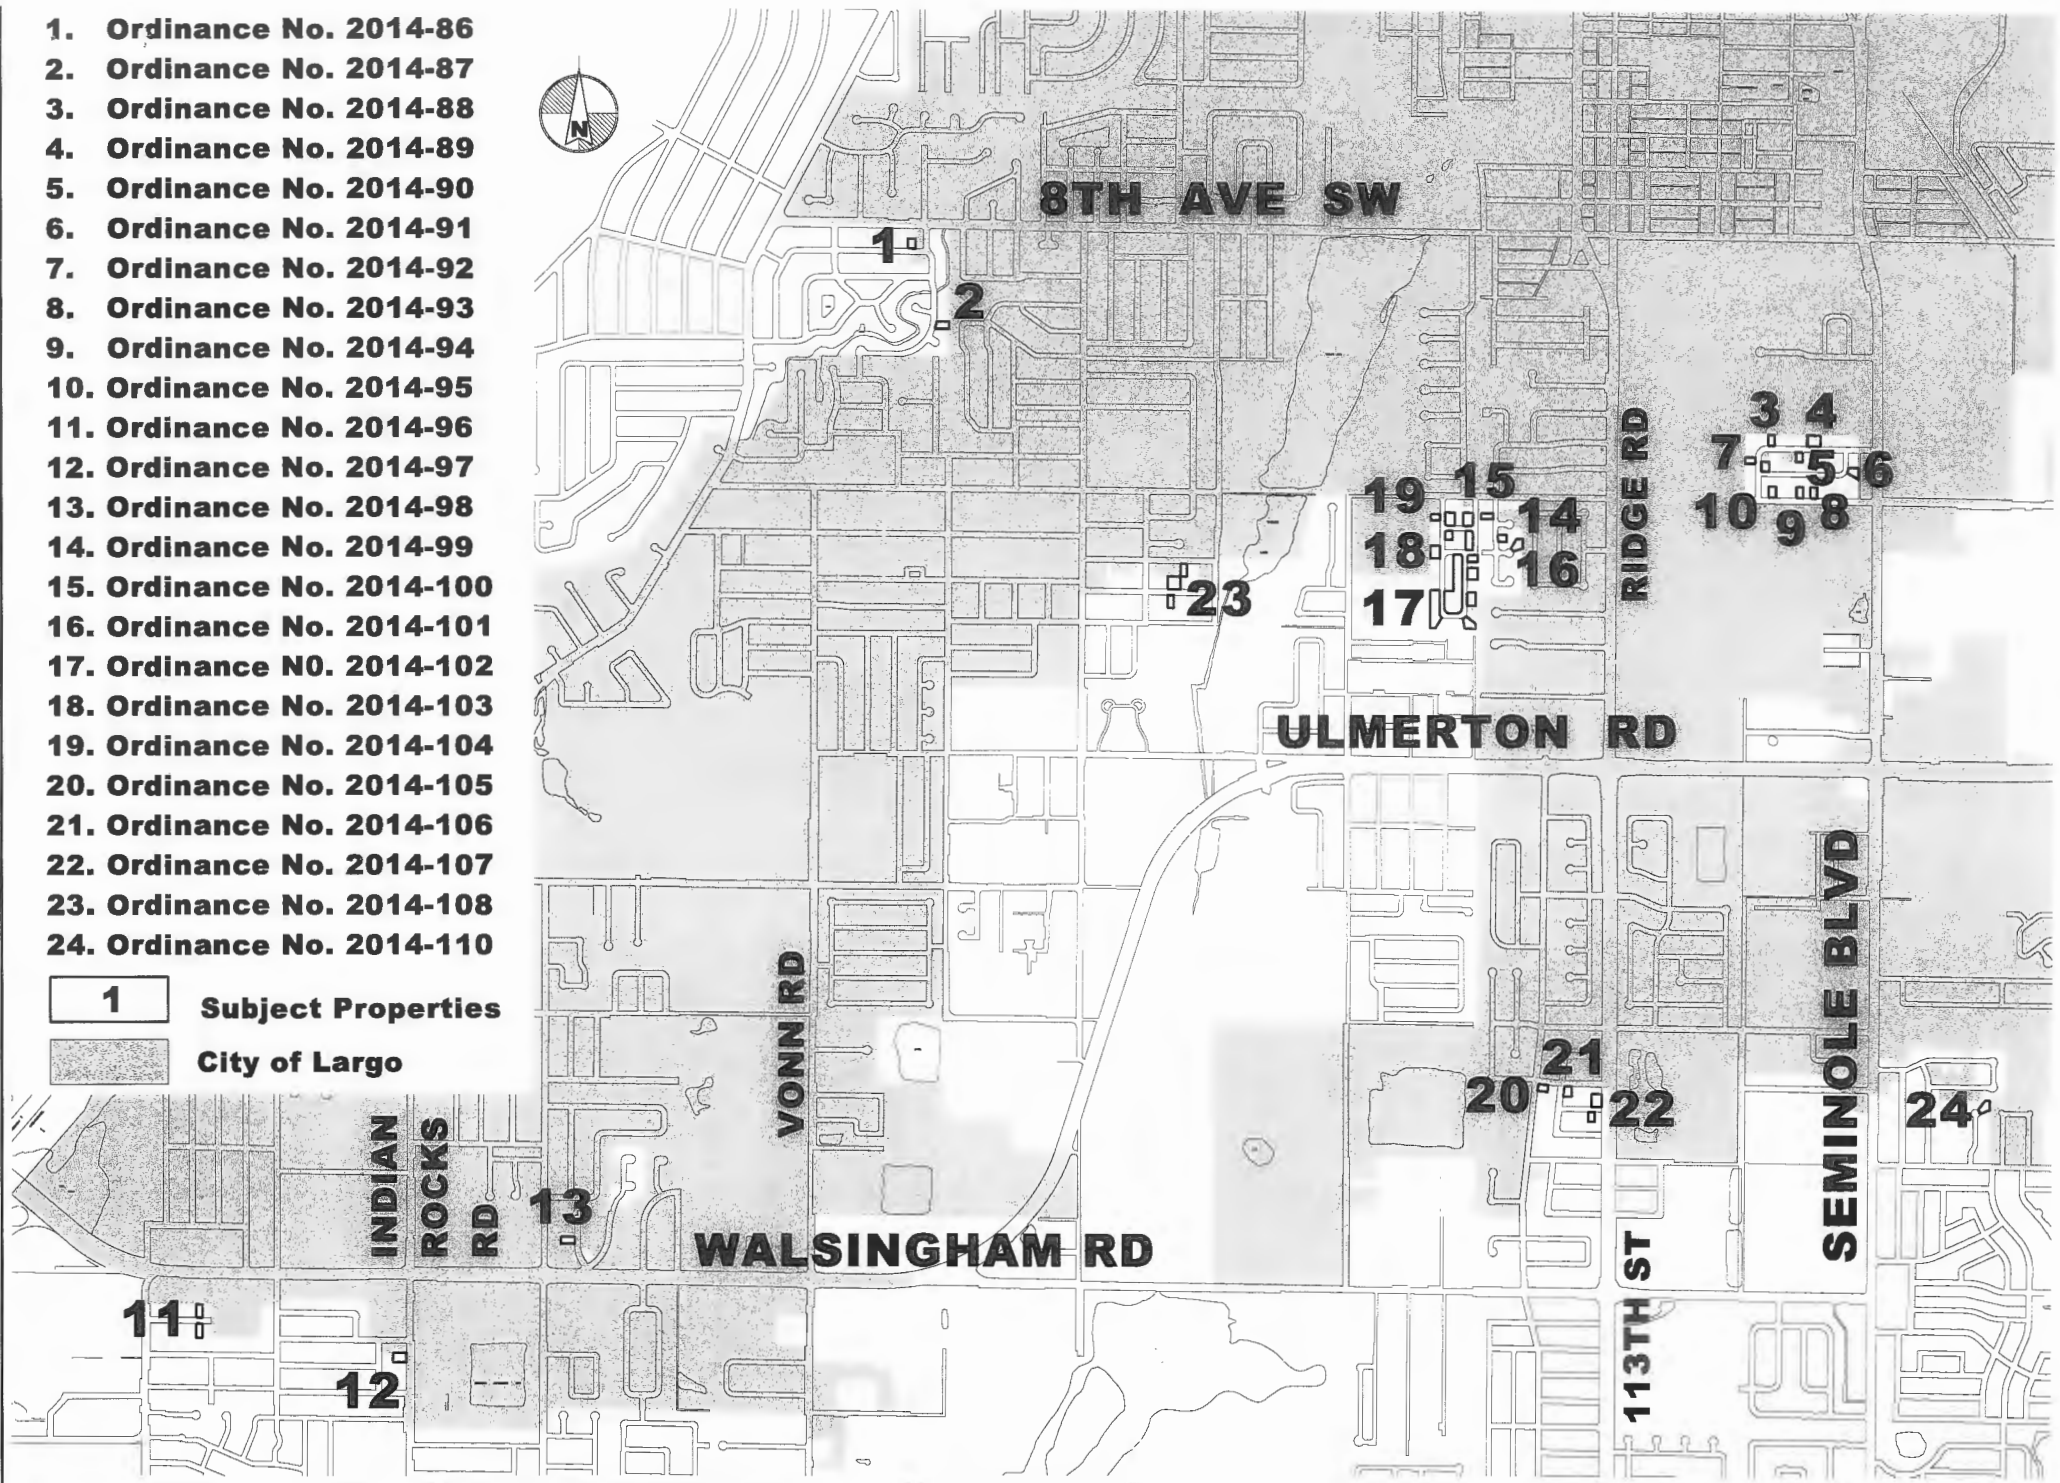 1. Ordinance No. 2014-86
2. Ordinance No. 2014-87
3. Ordinance No. 2014-88
4. Ordinance No. 2014-89
5. Ordinance No. 2014-90
6. Ordinance No. 2014-91
7. Ordinance No. 2014-92
8. Ordinance No. 2014-93
9. Ordinance No. 2014-94
10. Ordinance No. 2014-95
11. Ordinance No. 2014-96
12. Ordinance No. 2014-97
13. Ordinance No. 2014-98
14. Ordinance No. 2014-99
15. Ordinance No. 2014-100
16. Ordinance No. 2014-101
17. Ordinance N0. 2014-102
18. Ordinance No. 2014-103
19. Ordinance No. 2014-104
20. Ordinance No. 2014-105
21. Ordinance No. 2014-106
22. Ordinance No. 2014-107
23. Ordinance No. 2014-108
24. Ordinance No. 2014-110
1 Subject Properties
City of Largo
N
8TH AVE SW
1
2
3 4
7 5 6
10 9 8
RIDGE RD
19 15 14
18 16
17
23
ULMERTON RD
SEMINOLE BLVD
VONN RD
21
20 22
24
INDIAN
ROCKS
RD
13
WALSINGHAM RD
113TH ST
11
12